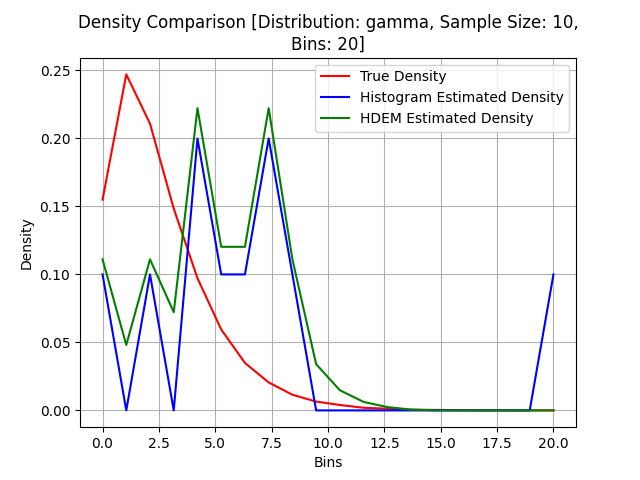 Density Comparison [Distribution: gamma, Sample Size: 10,
Bins: 20]
0.25
0.20
0.15
0.10
0.05
0.00
Density
True Density
Histogram Estimated Density
HDEM Estimated Density
0.0 2.5 5.0 7.5 10.0 12.5 15.0 17.5 20.0
Bins